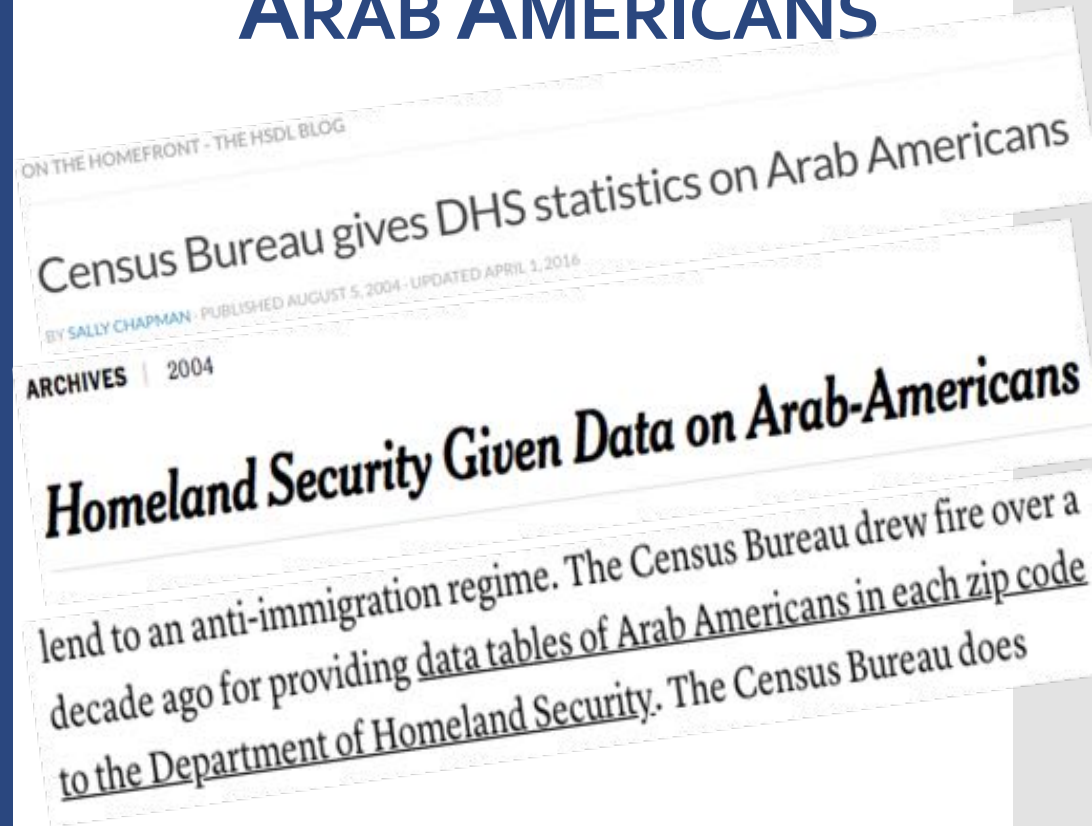 ARAB AMERICANS
ON THE HOMEFRONT - THE HSDL BLOG
Census Bureau gives DHS statistics on Arab Americans
BY SALLY CHAPMAN · PUBLISHED AUGUST 5, 2004 · UPDATED APRIL 1, 2016
ARCHIVES | 2004
Homeland Security Given Data on Arab-Americans
lend to an anti-immigration regime. The Census Bureau drew fire over a
decade ago for providing data tables of Arab Americans in each zip code
to the Department of Homeland Security. The Census Bureau does